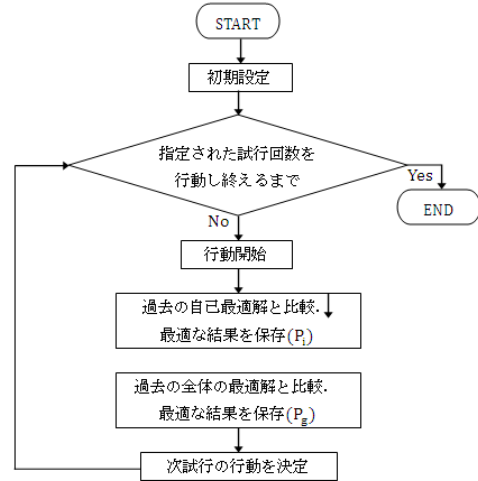 START
初期設定
指定された試行回数を
行動し終えるまで
Yes
END
No
行動開始
過去の自己最適解と比較.
最適な結果を保存(Pi)
過去の全体の最適解と比較.
最適な結果を保存(Pg)
次試行の行動を決定